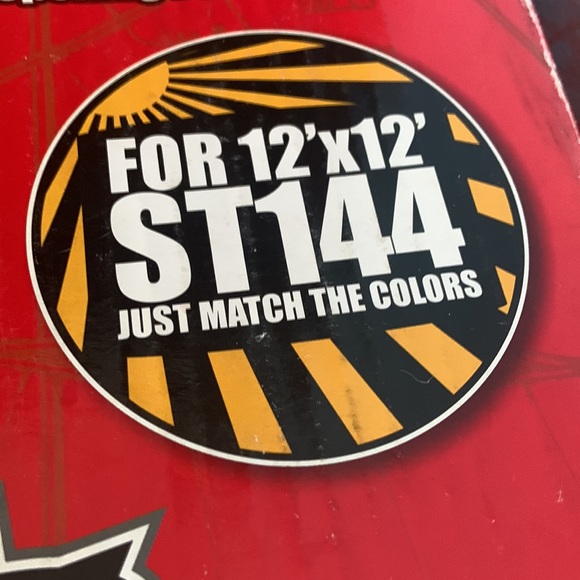 FOR 12'x12'
ST144
JUST MATCH THE COLORS